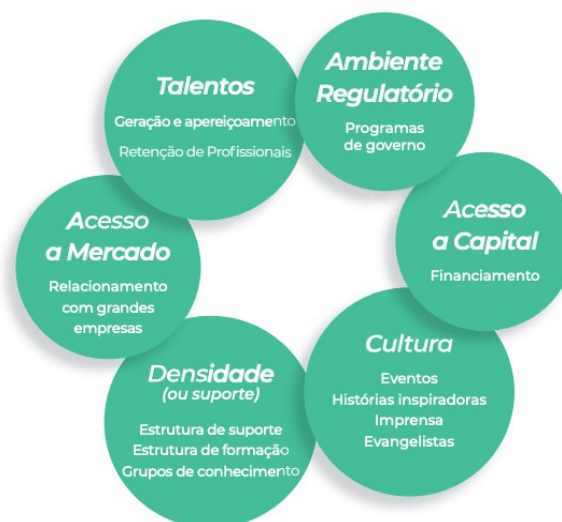 Talentos
Geração e apereiçoamento
Retenção de Profissionais
Ambiente
Regulatório
Programas
de governo
Acesso
a Capital
Financiamento
Cultura
Eventos
Histórias inspiradoras
Imprensa
Evangelistas
Densidade
(ou suporte)
Estrutura de suporte
Estrutura de formação
Grupos de conhecimento
Acesso
a Mercado
Relacionamento
com grandes
empresas